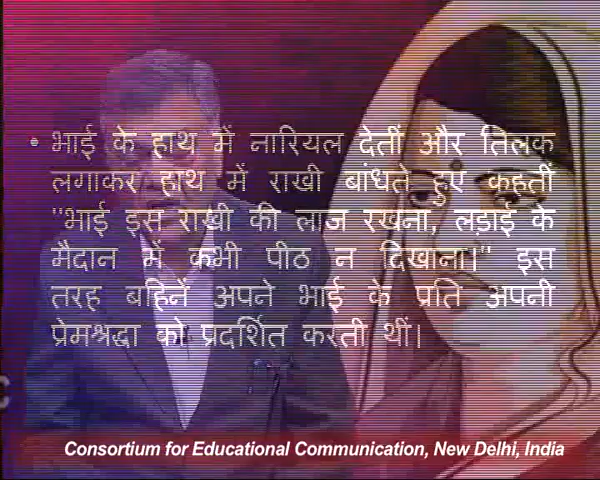 • भाई के हाथ में नारियल देतीं और तिलक
लगाकर हाथ में राखी बांधते हुए कहतीं
"भाई इस राखी की लाज रखना, लड़ाई के
मैदान में कभी पीठ न दिखाना।" इस
तरह बहिनें अपने भाई के प्रति अपनी
प्रेमश्रद्धा को प्रदर्शित करती थीं।
Consortium for Educational Communication, New Delhi, India